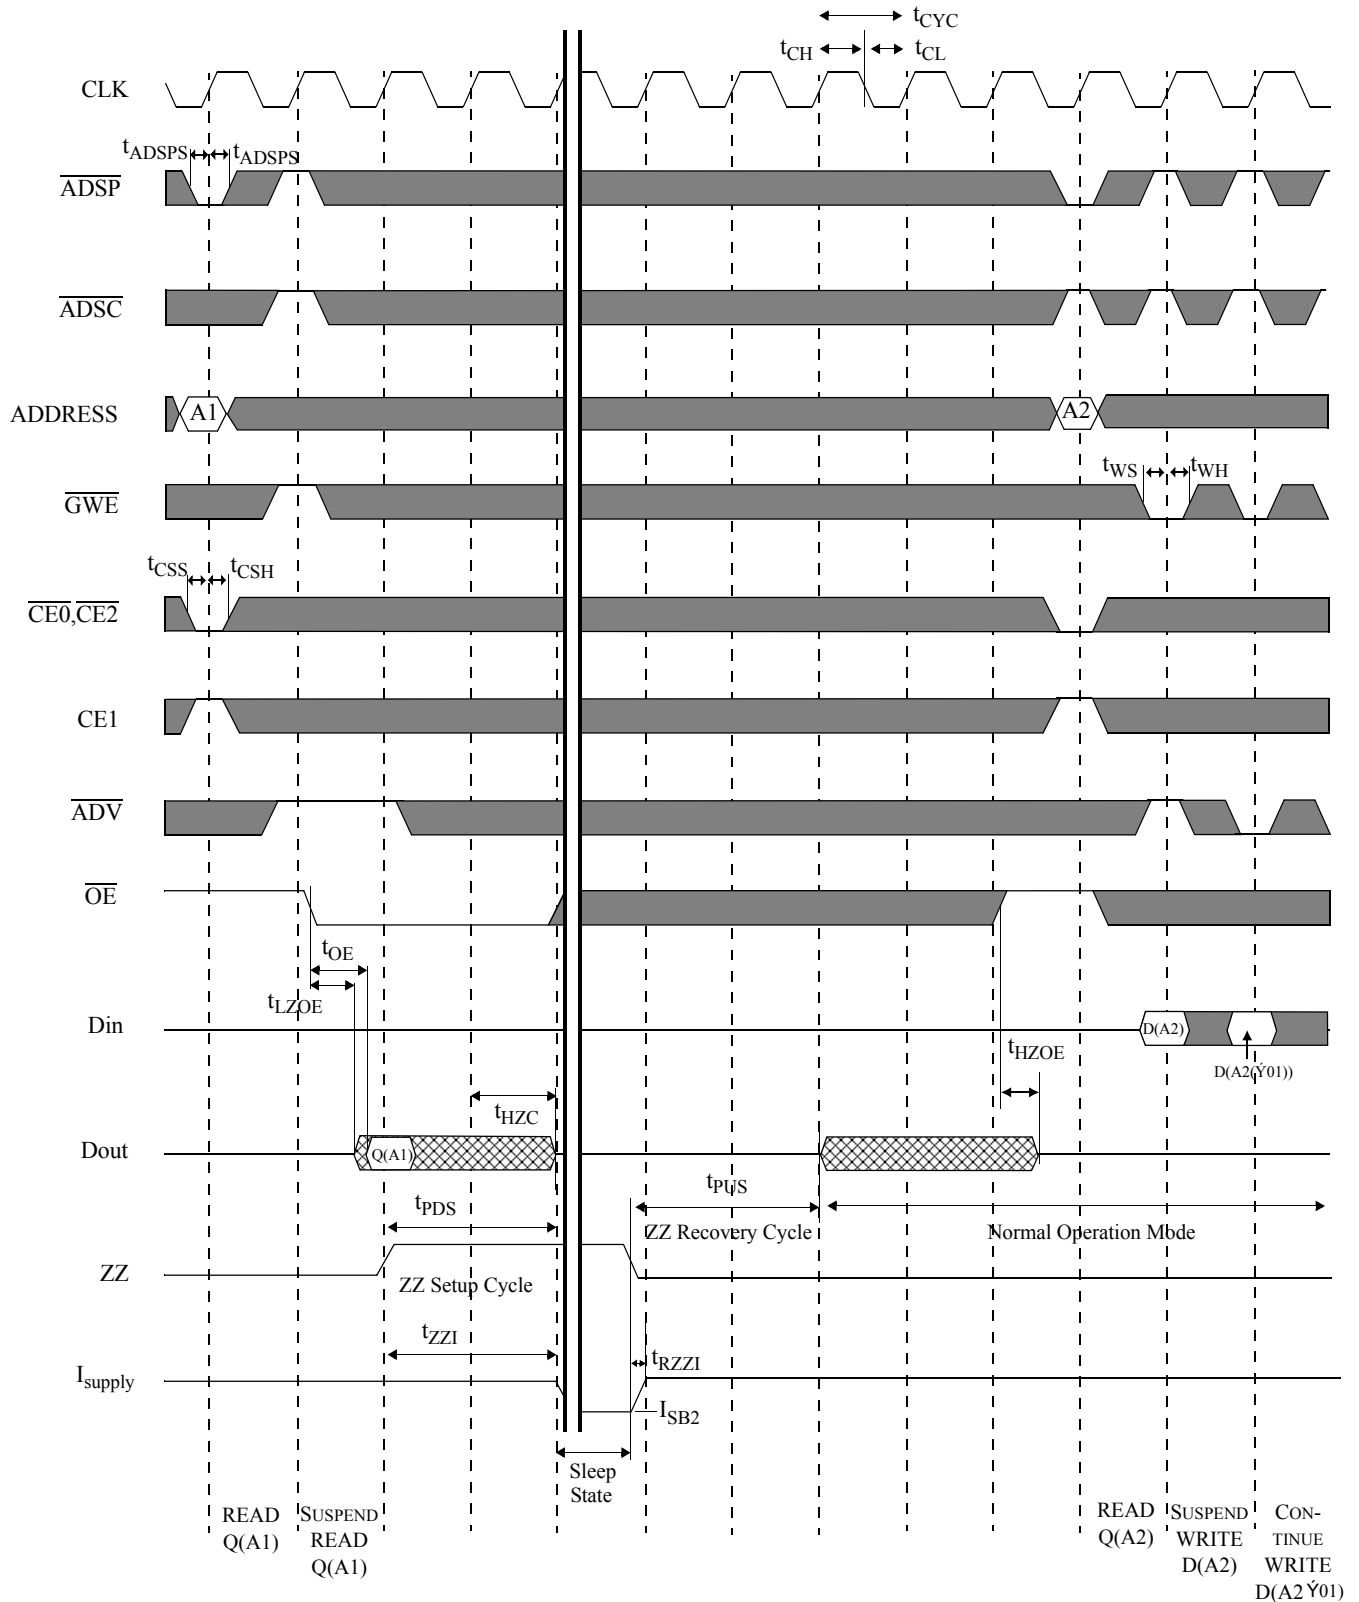 tCYC
tCH
tCL
CLK
tADSPS
tADSPS
ADSP
ADSC
ADDRESS
A1
A2
tWS
tWH
GWE
tCSS
tCSH
CE0,CE2
CE1
ADV
OE
tOE
tLZOE
Din
D(A2)
tHZOE
D(A2(Ý01))
tHZC
Dout
Q(A1)
tPUS
tPDS
ZZ Recovery Cycle
Normal Operation Mode
ZZ
ZZ Setup Cycle
tZZI
tRZZI
Isupply
ISB2
Sleep
State
READ
Q(A1)
SUSPEND
READ
Q(A1)
READ
Q(A2)
SUSPEND
WRITE
D(A2)
CON-
TINUE
WRITE
D(A2Ý01)